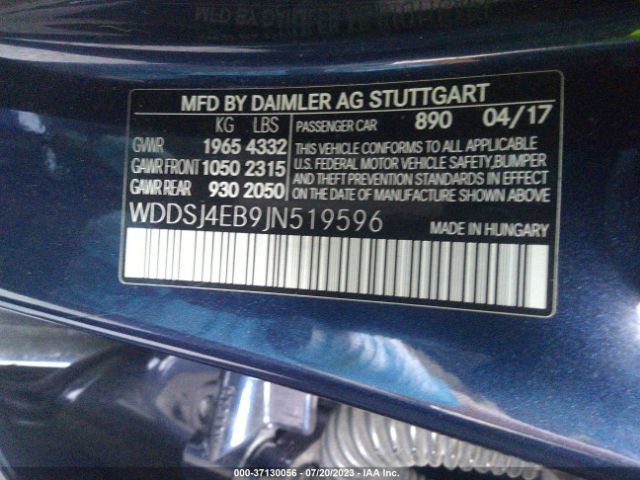 MFD BY DAIMLER AG STUTTGART
KG LBS
GVWR 1965 4332
GAWR FRONT 1050 2315
GAWR REAR 930 2050
PASSENGER CAR 890 04/17
THIS VEHICLE CONFORMS TO ALL APPLICABLE
U.S. FEDERAL MOTOR VEHICLE SAFETY,BUMPER
AND THEFT PREVENTION STANDARDS IN EFFECT
ON THE DATE OF MANUFACTURE SHOWN ABOVE
WDDSJ4EB9JN519596 MADE IN HUNGARY
000-37130056 - 07/20/2023 - IAA Inc.